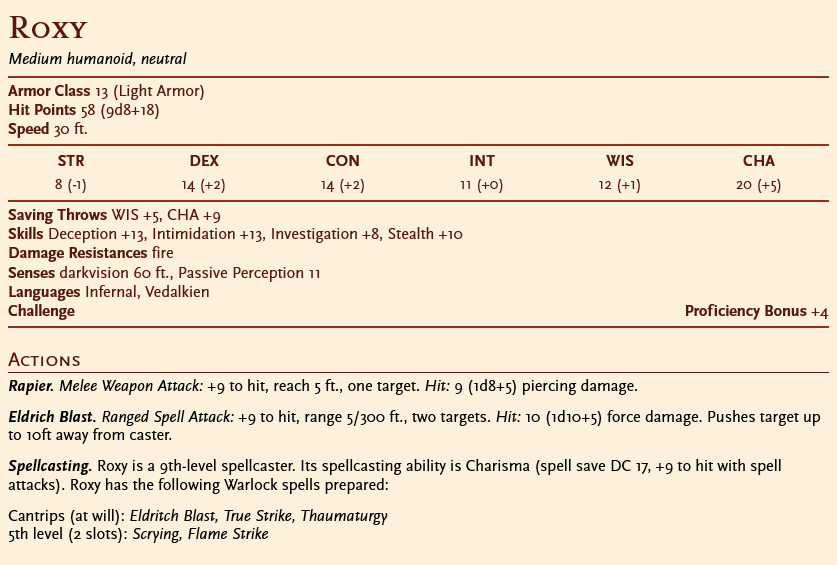 Roxy
Medium humanoid, neutral
Armor Class 13 (Light Armor)
Hit Points 58 (9d8+18)
Speed 30 ft.
STR DEX CON INT WIS CHA
8 (-1) 14 (+2) 14 (+2) 11 (+0) 12 (+1) 20 (+5)
Saving Throws WIS +5, CHA +9
Skills Deception +13, Intimidation +13, Investigation +8, Stealth +10
Damage Resistances fire
Senses darkvision 60 ft., Passive Perception 11
Languages Infernal, Vedalkien
Challenge Proficiency Bonus +4
Actions
Rapier. Melee Weapon Attack: +9 to hit, reach 5 ft., one target. Hit: 9 (1d8+5) piercing damage.
Eldrich Blast. Ranged Spell Attack: +9 to hit, range 5/300 ft., two targets. Hit: 10 (1d10+5) force damage. Pushes target up
to 10ft away from caster.
Spellcasting. Roxy is a 9th-level spellcaster. Its spellcasting ability is Charisma (spell save DC 17, +9 to hit with spell
attacks). Roxy has the following Warlock spells prepared:
Cantrips (at will): Eldritch Blast, True Strike, Thaumaturgy
5th level (2 slots): Scrying, Flame Strike